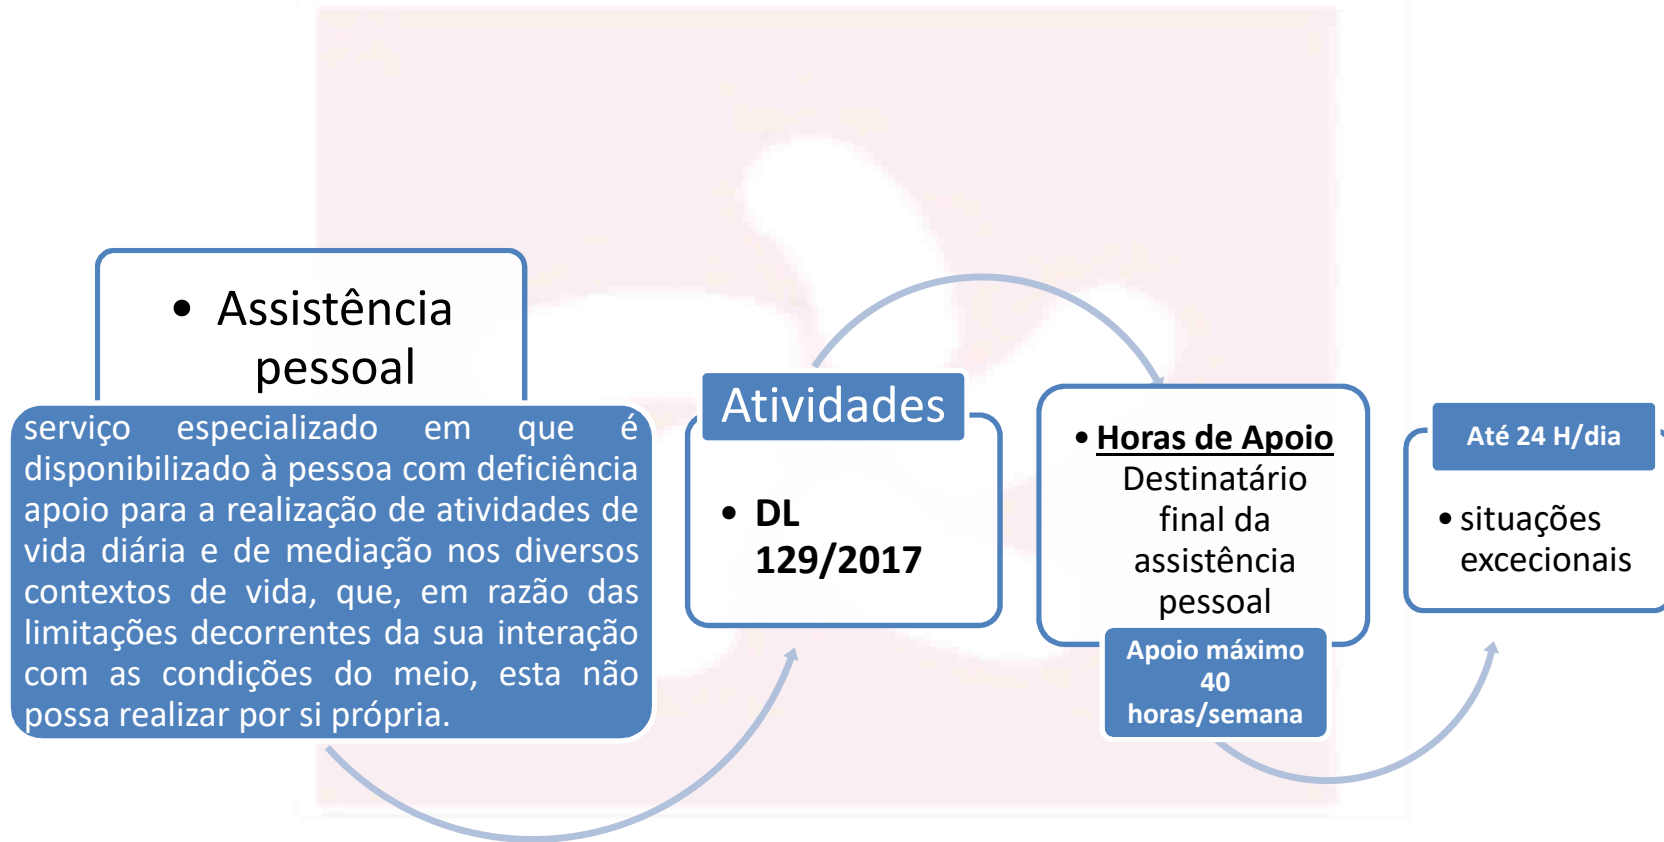 • Assistência
pessoal
serviço especializado em que é
disponibilizado à pessoa com deficiência
apoio para a realização de atividades de
vida diária e de mediação nos diversos
contextos de vida, que, em razão das
limitações decorrentes da sua interação
com as condições do meio, esta não
possa realizar por si própria.
Atividades
• DL
129/2017
• Horas de Apoio
Destinatário
final da
assistência
pessoal
Apoio máximo
40
horas/semana
Até 24 H/dia
• situações
excecionais